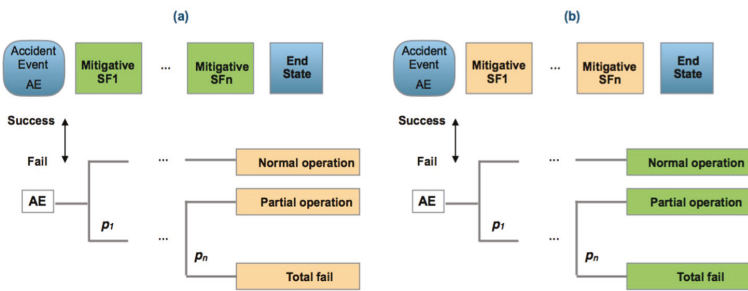 (a)
Accident
Event
AE
Mitigative
SF1
...
Mitigative
SFn
End
State
Success
Fail
...
Normal operation
AE
Partial operation
p1
...
pn
Total fail
(b)
Accident
Event
AE
Mitigative
SF1
...
Mitigative
SFn
End
State
Success
Fail
...
Normal operation
AE
Partial operation
p1
...
pn
Total fail